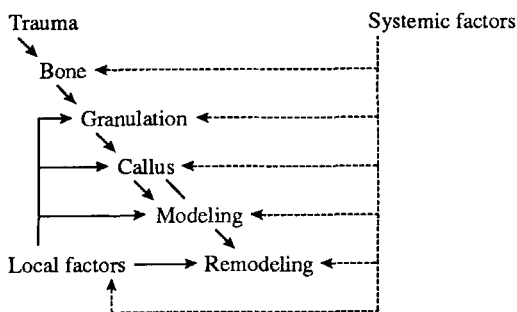 Trauma
Systemic factors
Bone
Granulation
Callus
Modeling
Local factors
Remodeling